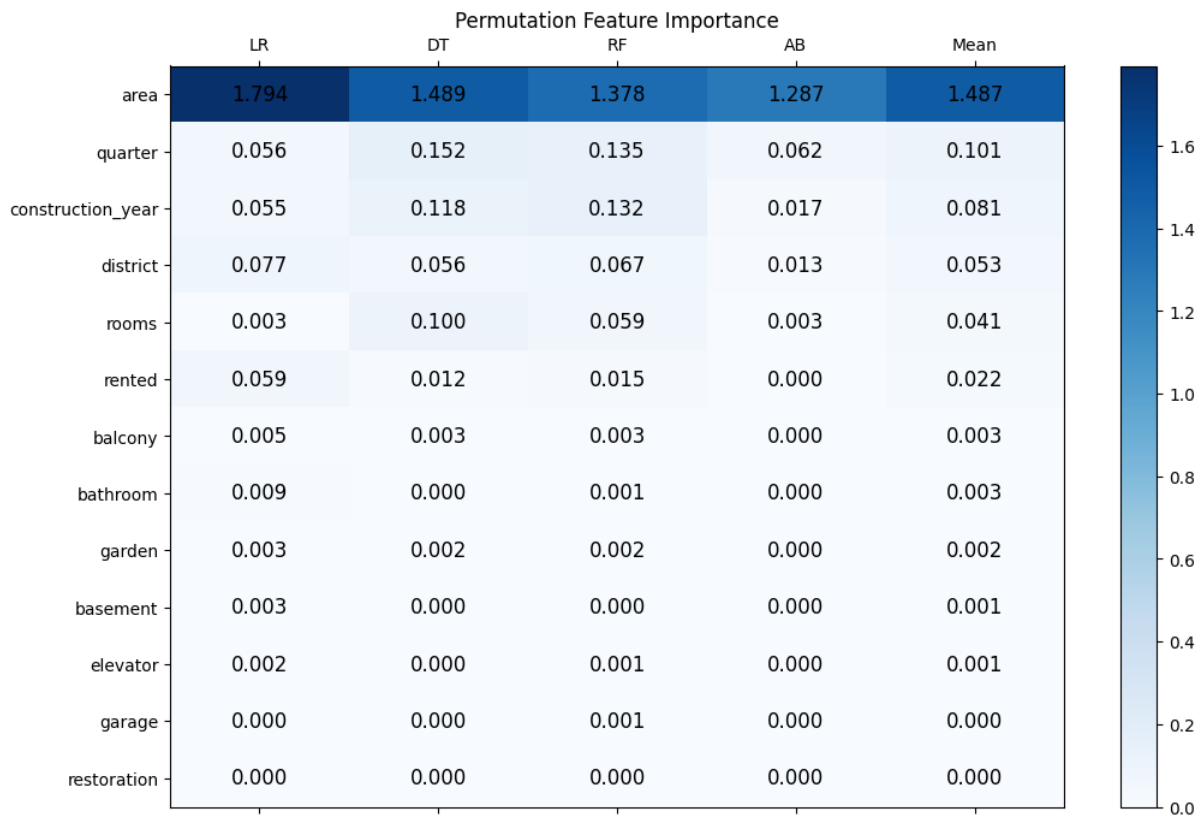 Permutation Feature Importance
LR DT RF AB Mean
area 1.794 1.489 1.378 1.287 1.487
quarter 0.056 0.152 0.135 0.062 0.101
construction_year 0.055 0.118 0.132 0.017 0.081
district 0.077 0.056 0.067 0.013 0.053
rooms 0.003 0.100 0.059 0.003 0.041
rented 0.059 0.012 0.015 0.000 0.022
balcony 0.005 0.003 0.003 0.000 0.003
bathroom 0.009 0.000 0.001 0.000 0.003
garden 0.003 0.002 0.002 0.000 0.002
basement 0.003 0.000 0.000 0.000 0.001
elevator 0.002 0.000 0.001 0.000 0.001
garage 0.000 0.000 0.001 0.000 0.000
restoration 0.000 0.000 0.000 0.000 0.000
1.6
1.4
1.2
1.0
0.8
0.6
0.4
0.2
0.0